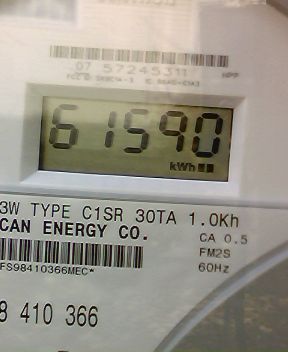 07 57245311
61590
kWh
3W TYPE C1SR 30TA 1.0Kh
CAN ENERGY CO.
CA 0.5
FM2S
60Hz
FS98410366MEC*
8 410 366